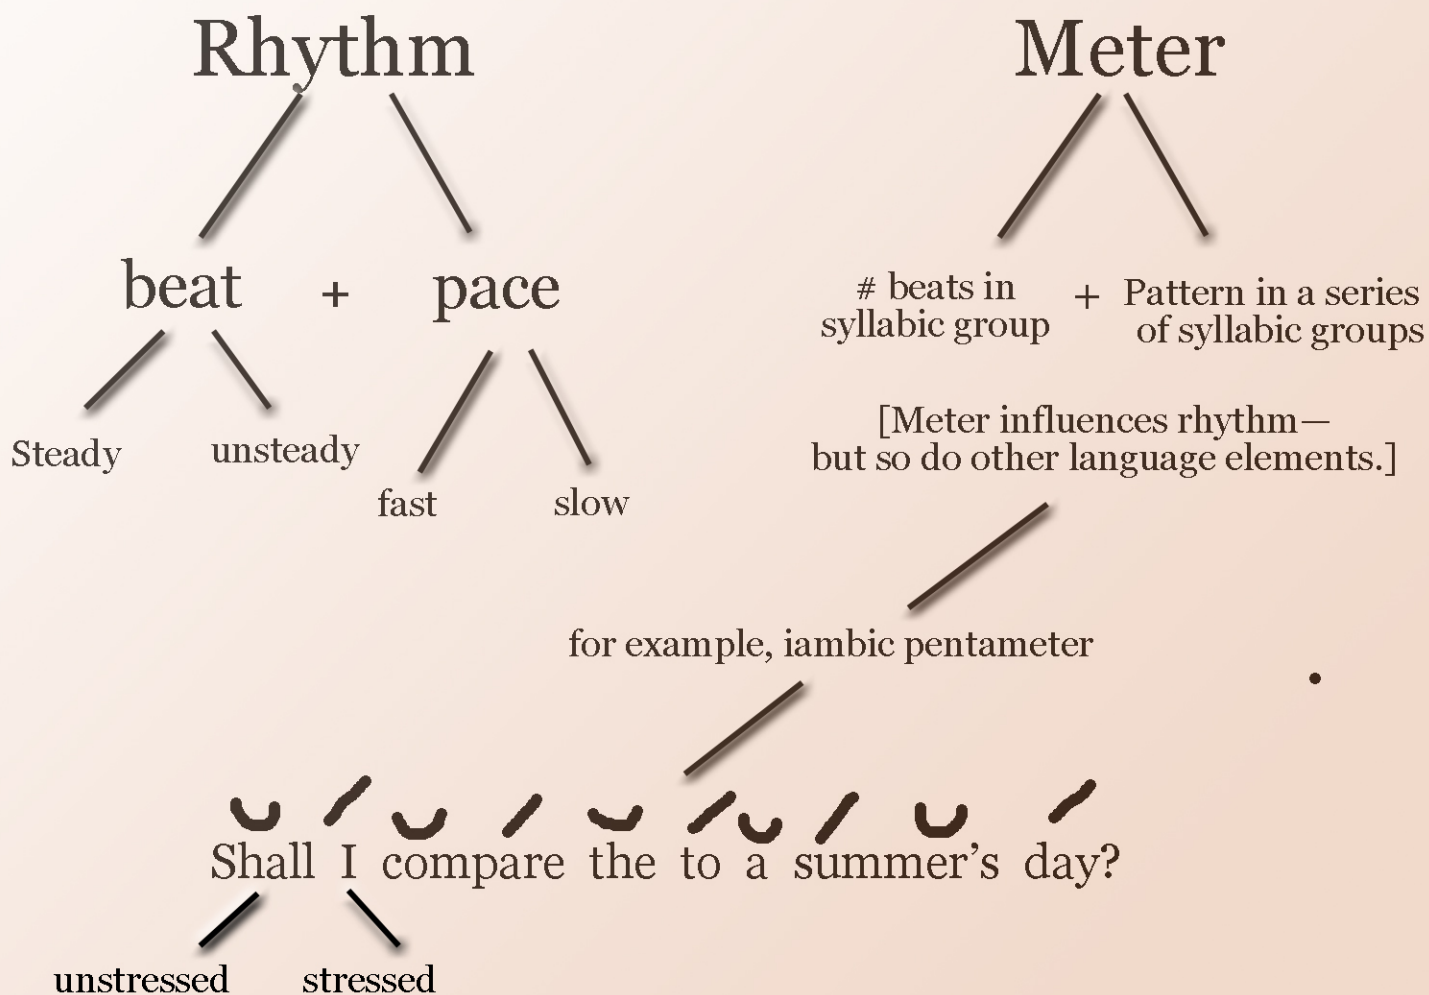 Rhythm
beat + pace
Steady unsteady
fast slow
Meter
# beats in
syllabic group
+
Pattern in a series
of syllabic groups
[Meter influences rhythm—
but so do other language elements.]
for example, iambic pentameter
Shall I compare the to a summer’s day?
unstressed stressed